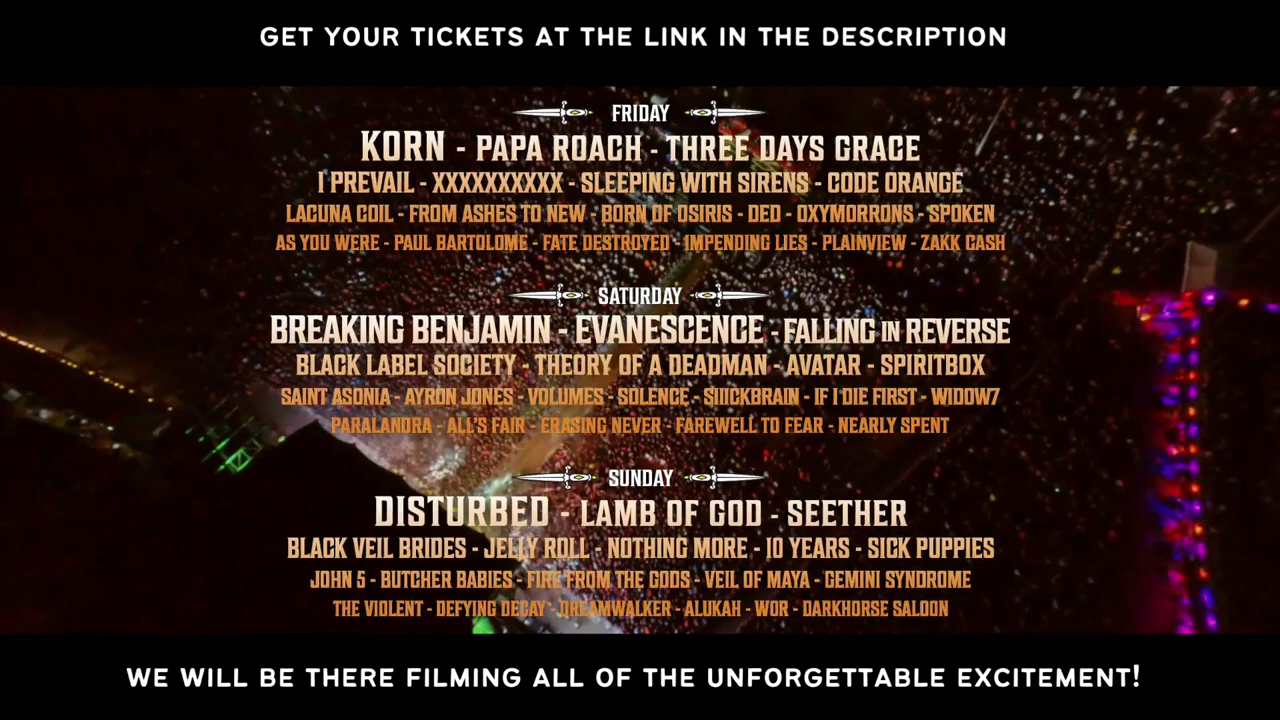 GET YOUR TICKETS AT THE LINK IN THE DESCRIPTION
FRIDAY
KORN - PAPA ROACH - THREE DAYS GRACE
I PREVAIL - XXXXXXXXXX - SLEEPING WITH SIRENS - CODE ORANGE
LACUNA COIL - FROM ASHES TO NEW - BORN OF OSIRIS - DED - OXYMORRONS - SPOKEN
AS YOU WERE - PAUL BARTOLOME - FATE DESTROYED - IMPENDING LIES - PLAINVIEW - ZAKK CASH
SATURDAY
BREAKING BENJAMIN - EVANESCENCE - FALLING IN REVERSE
BLACK LABEL SOCIETY - THEORY OF A DEADMAN - AVATAR - SPIRITBOX
SAINT ASONIA - AYRON JONES - VOLUMES - SOLENCE - SIIICKBRAIN - IF I DIE FIRST - WIDOW7
PARALANDRA - ALL'S FAIR - ERASING NEVER - FAREWELL TO FEAR - NEARLY SPENT
SUNDAY
DISTURBED - LAMB OF GOD - SEETHER
BLACK VEIL BRIDES - JELLY ROLL - NOTHING MORE - 10 YEARS - SICK PUPPIES
JOHN 5 - BUTCHER BABIES - FIRE FROM THE GODS - VEIL OF MAYA - GEMINI SYNDROME
THE VIOLENT - DEFYING DECAY - DREAMWALKER - ALUKAH - WOR - DARKHORSE SALOON
WE WILL BE THERE FILMING ALL OF THE UNFORGETTABLE EXCITEMENT!